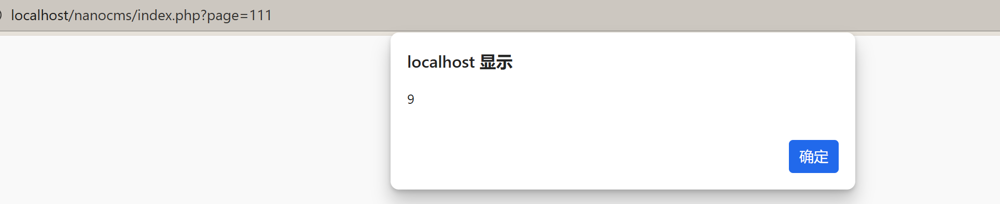 localhost/nanocms/index.php?page=111
localhost 显示
9
确定